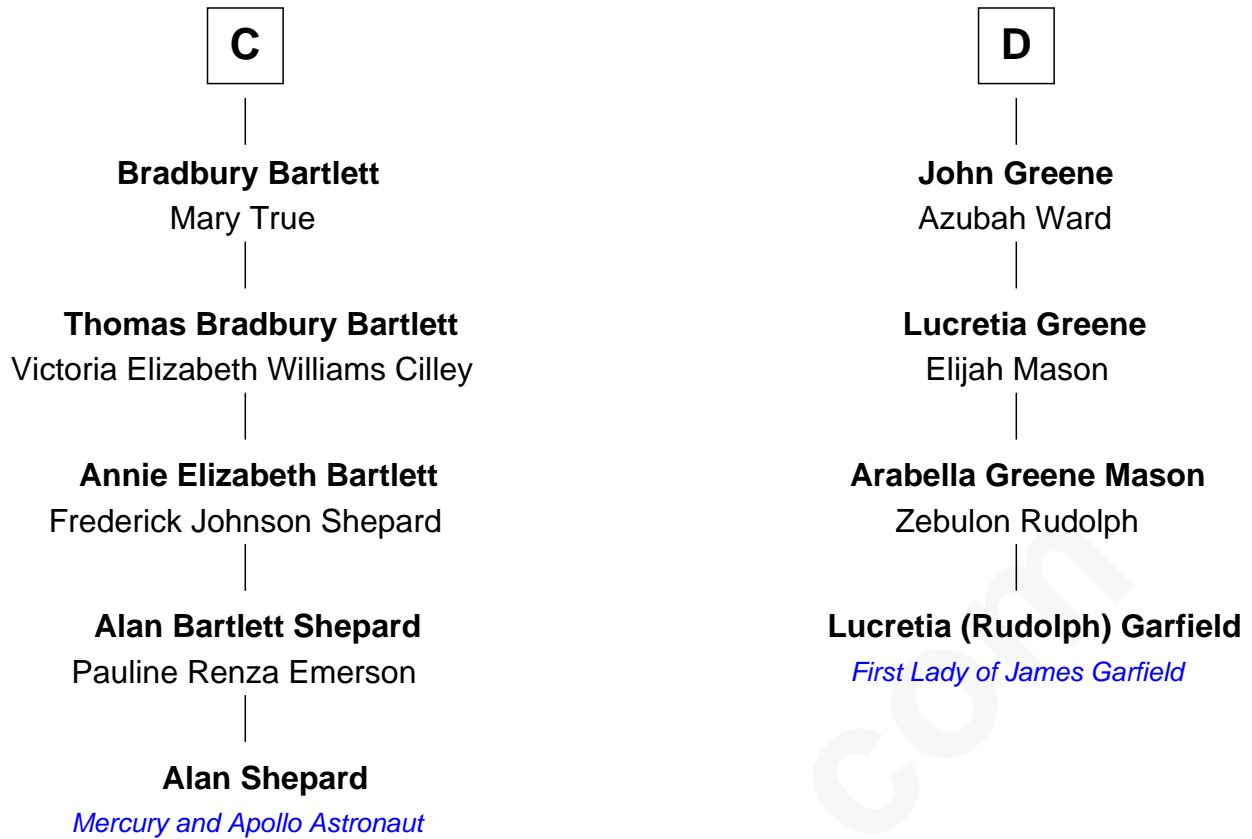 C
Bradbury Bartlett
Mary True
Thomas Bradbury Bartlett
Victoria Elizabeth Williams Cilley
Annie Elizabeth Bartlett
Frederick Johnson Shepard
Alan Bartlett Shepard
Pauline Renza Emerson
Alan Shepard
Mercury and Apollo Astronaut
D
John Greene
Azubah Ward
Lucretia Greene
Elijah Mason
Arabella Greene Mason
Zebulon Rudolph
Lucretia (Rudolph) Garfield
First Lady of James Garfield
com